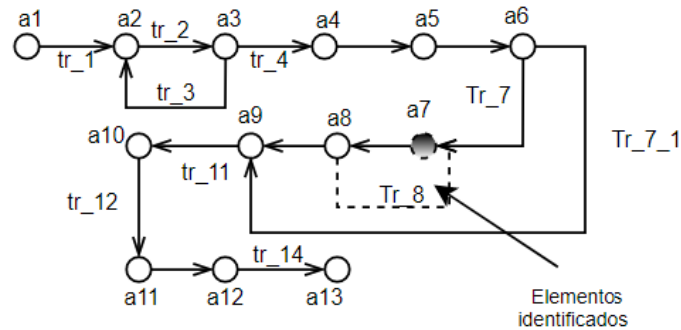 a1
a2
a3
a4
a5
a6
tr_1
tr_2
tr_3
tr_4
Tr_7
Tr_7_1
a10
a9
a8
a7
tr_11
Tr_8
tr_12
tr_14
a11
a12
a13
Elementos
identificados